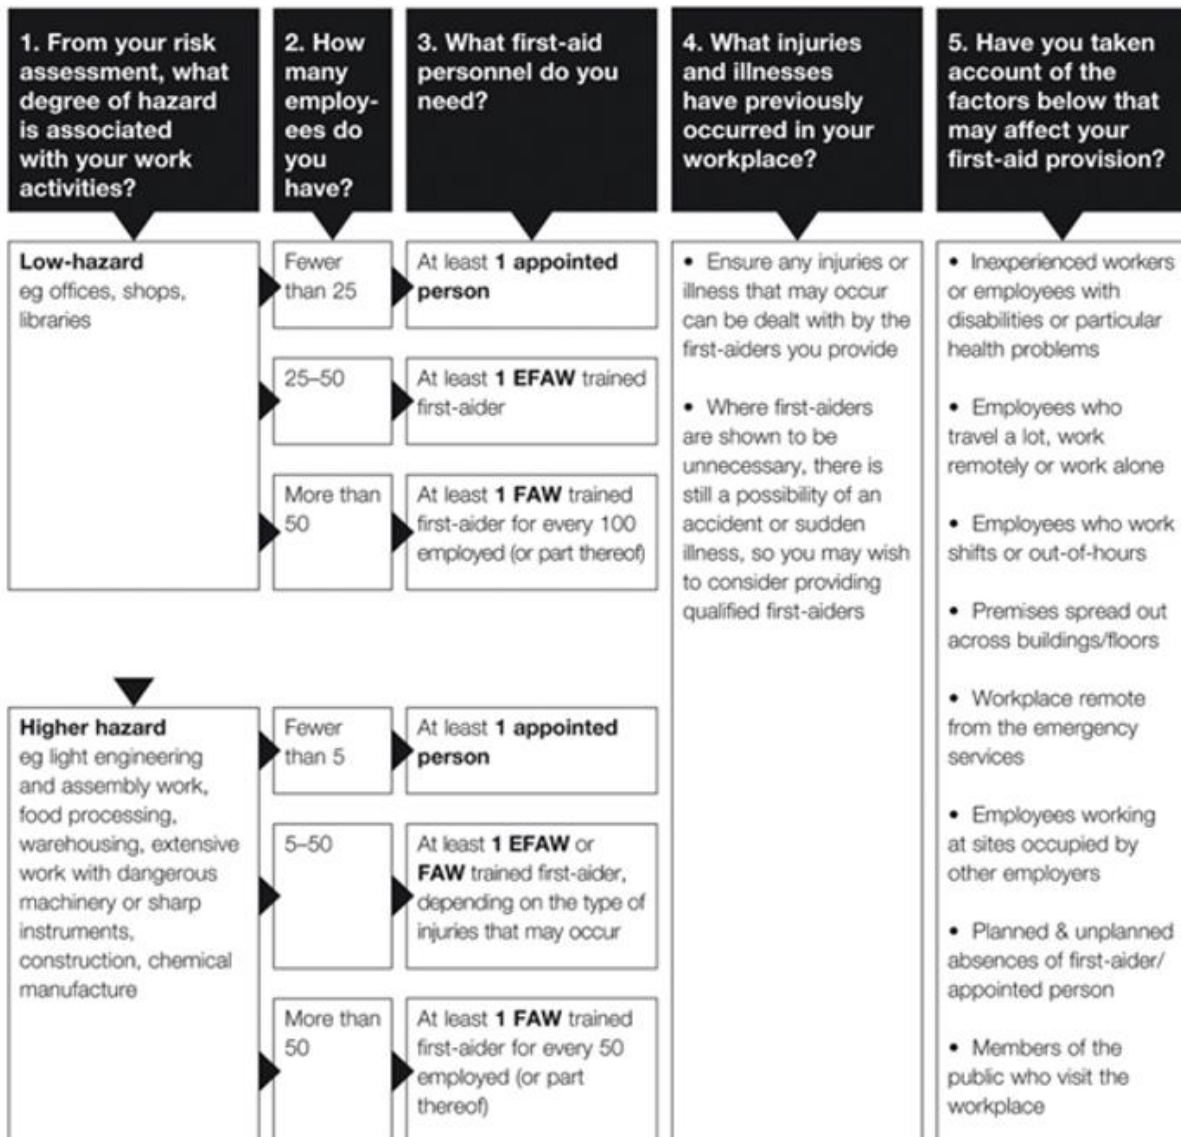 1. From your risk
assessment, what
degree of hazard
is associated
with your work
activities?
2. How
many
employ-
ees do
you
have?
3. What first-aid
personnel do you
need?
4. What injuries
and illnesses
have previously
occurred in your
workplace?
5. Have you taken
account of the
factors below that
may affect your
first-aid provision?
Low-hazard
eg offices, shops,
libraries
Fewer
than 25
At least 1 appointed
person
25–50
At least 1 EFAW trained
first-aider
More than
50
At least 1 FAW trained
first-aider for every 100
employed (or part thereof)
Higher hazard
eg light engineering
and assembly work,
food processing,
warehousing, extensive
work with dangerous
machinery or sharp
instruments,
construction, chemical
manufacture
Fewer
than 5
At least 1 appointed
person
5–50
At least 1 EFAW or
FAW trained first-aider,
depending on the type of
injuries that may occur
More than
50
At least 1 FAW trained
first-aider for every 50
employed (or part
thereof)
• Ensure any injuries or
illness that may occur
can be dealt with by the
first-aiders you provide
• Where first-aiders
are shown to be
unnecessary, there is
still a possibility of an
accident or sudden
illness, so you may wish
to consider providing
qualified first-aiders
• Inexperienced workers
or employees with
disabilities or particular
health problems
• Employees who
travel a lot, work
remotely or work alone
• Employees who work
shifts or out-of-hours
• Premises spread out
across buildings/floors
• Workplace remote
from the emergency
services
• Employees working
at sites occupied by
other employers
• Planned & unplanned
absences of first-aider/
appointed person
• Members of the
public who visit the
workplace